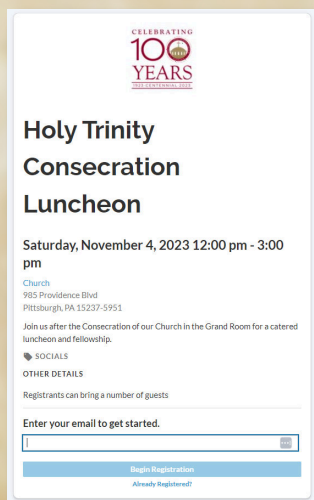 CELEBRATING
100
YEARS
1923 CENTENNIAL 2023
Holy Trinity
Consecration
Luncheon
Saturday, November 4, 2023 12:00 pm - 3:00
pm
Church
985 Providence Blvd
Pittsburgh, PA 15237-5951
Join us after the Consecration of our Church in the Grand Room for a catered
luncheon and fellowship.
SOCIALS
OTHER DETAILS
Registrants can bring a number of guests
Enter your email to get started.
Begin Registration
Already Registered?